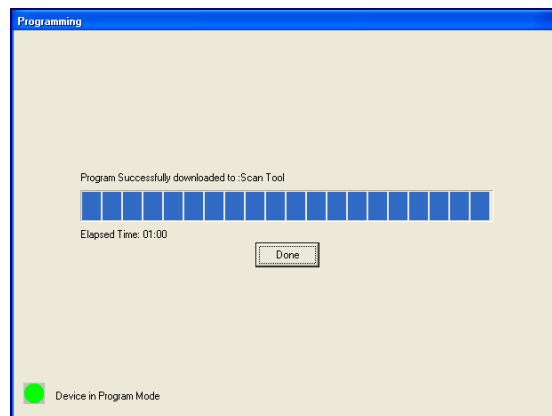 Programming
Program Successfully downloaded to :Scan Tool
Elapsed Time: 01:00
Done
Device in Program Mode